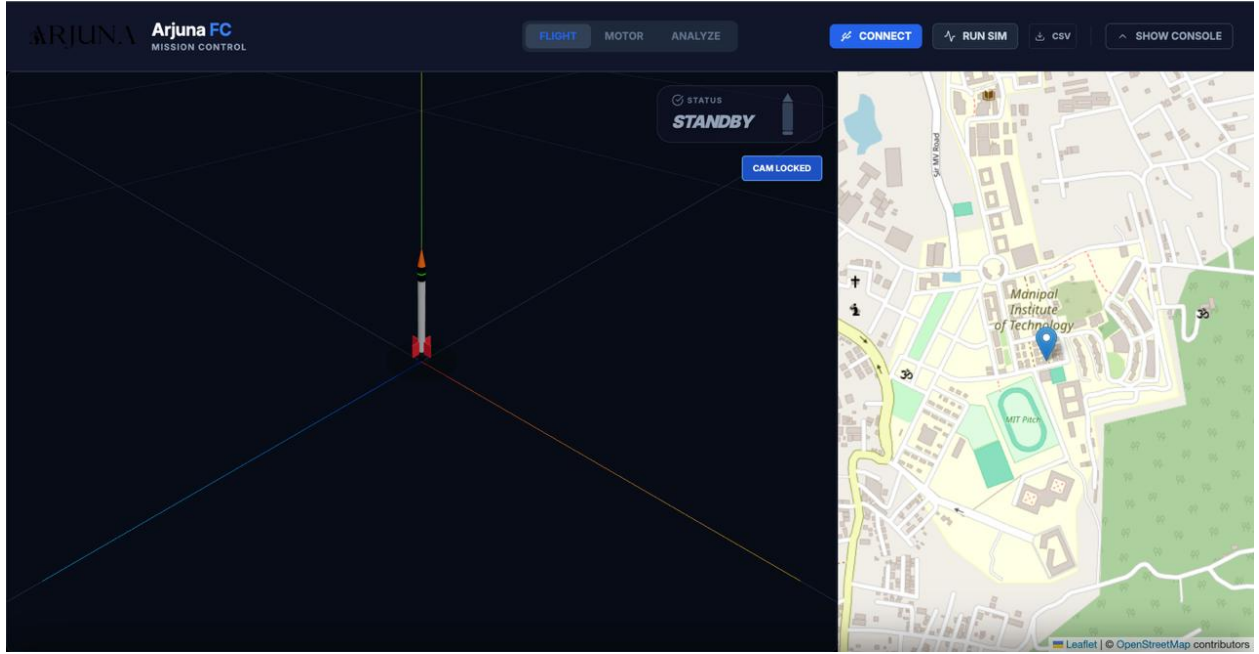 ARJUNA
Arjuna FC
MISSION CONTROL
FLIGHT
MOTOR
ANALYZE
CONNECT
RUN SIM
CSV
SHOW CONSOLE
STATUS
STANDBY
CAM LOCKED
Sir MV Road
Manipal
Institute
of Technology
MIT Pitch
ॐ
ॐ
Leaflet | © OpenStreetMap contributors